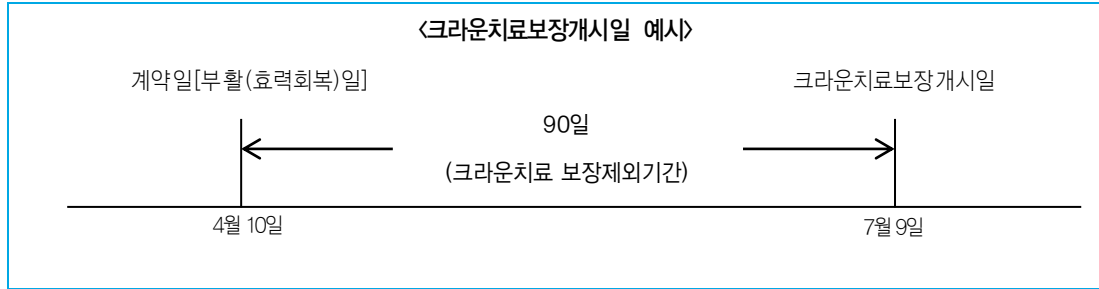 <크라운치료보장개시일 예시>
계약일[부활(효력회복)일]
크라운치료보장개시일
90일
(크라운치료 보장제외기간)
4월 10일
7월 9일